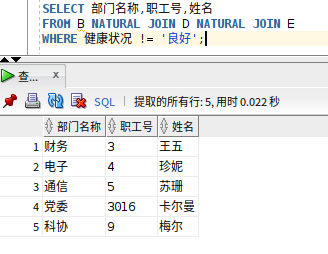 SELECT 部门名称,职工号,姓名
FROM B NATURAL JOIN D NATURAL JOIN E
WHERE 健康状况 != '良好';
查... x
SQL | 提取的所有行: 5, 用时 0.022 秒
部门名称 职工号 姓名
1 财务 3 王五
2 电子 4 珍妮
3 通信 5 苏珊
4 党委 3016 卡尔曼
5 科协 9 梅尔